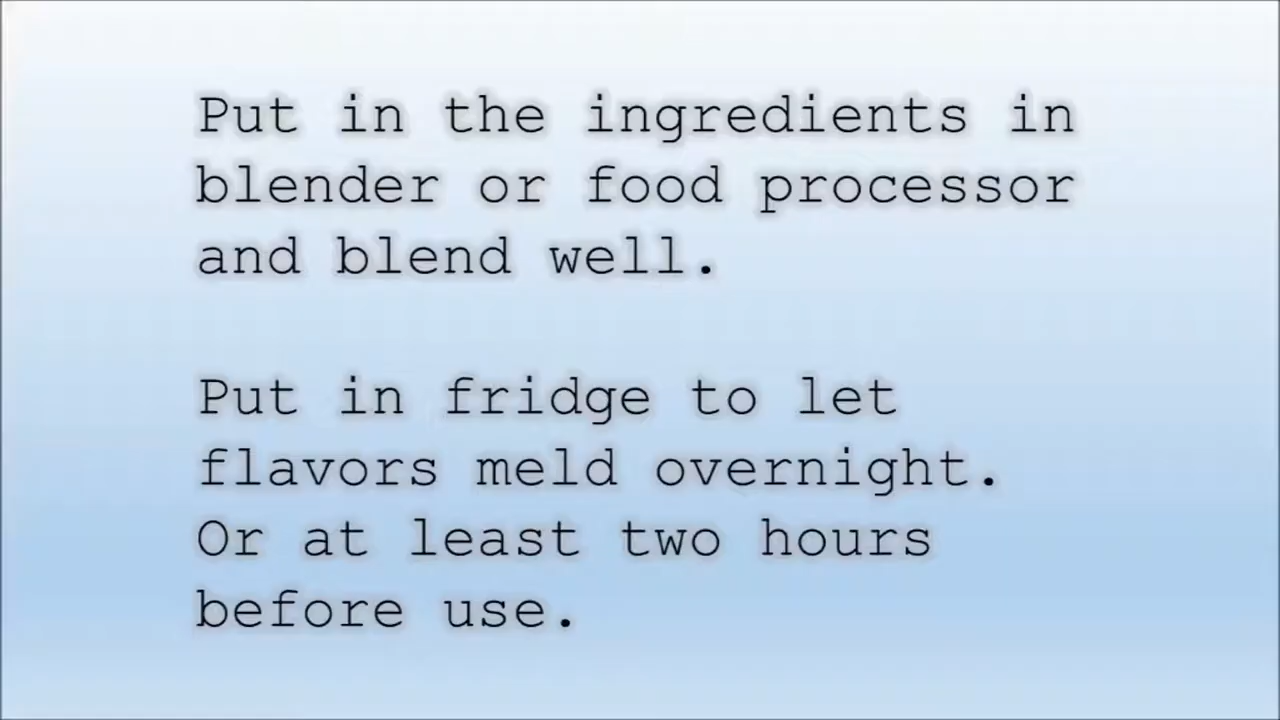 Put in the ingredients in
blender or food processor
and blend well.
Put in fridge to let
flavors meld overnight.
Or at least two hours
before use.